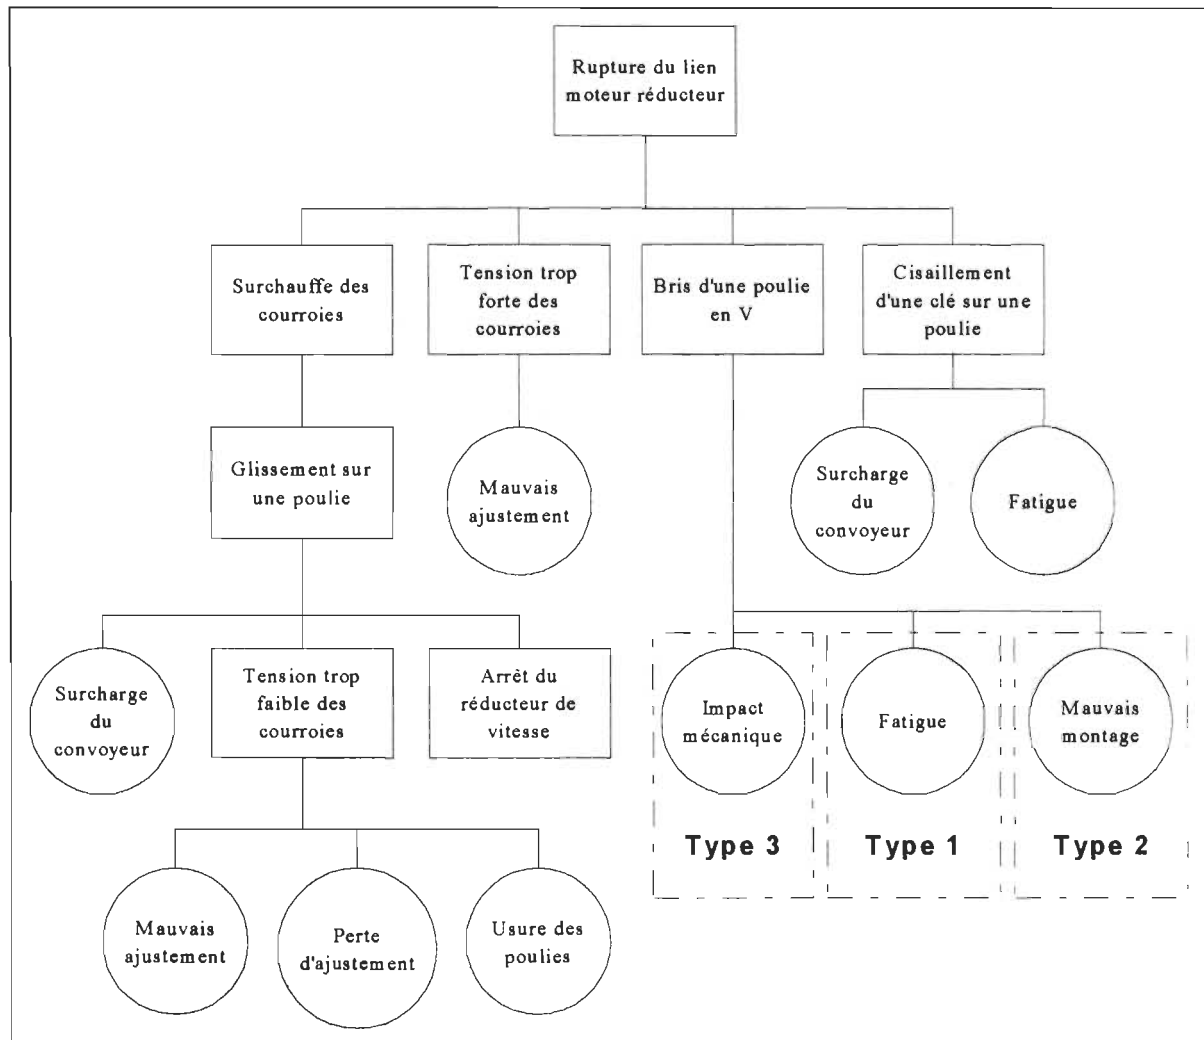 Rupture du lien
moteur réducteur
Surchauffe des
courroies
Tension trop
forte des
courroies
Bris d'une poulie
en V
Cisaillement
d'une clé sur une
poulie
Glissement sur
une poulie
Mauvais
ajustement
Surcharge
du
convoyeur
Fatigue
Surcharge
du
convoyeur
Tension trop
faible des
courroies
Arrêt du
réducteur de
vitesse
Impact
mécanique
Fatigue
Mauvais
montage
Type 3
Type 1
Type 2
Mauvais
ajustement
Perte
d'ajustement
Usure des
poulies